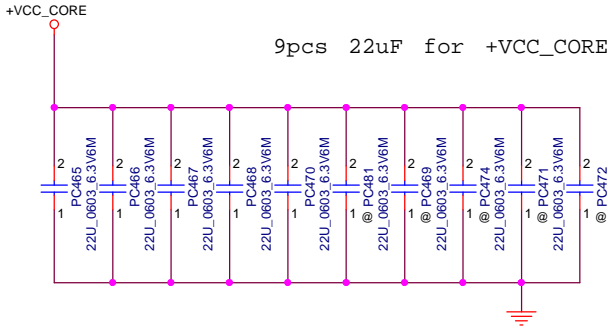 +VCC_CORE
9pcs 22uF for +VCC_CORE
2
1
PC465
22U_0603_6.3V6M
2
1
PC466
22U_0603_6.3V6M
2
1
PC467
22U_0603_6.3V6M
2
1
PC468
22U_0603_6.3V6M
2
1
PC470
22U_0603_6.3V6M
2
1
@ PC481
22U_0603_6.3V6M
2
1
@ PC469
22U_0603_6.3V6M
2
1
@ PC474
22U_0603_6.3V6M
2
1
@ PC471
22U_0603_6.3V6M
2
1
@ PC472